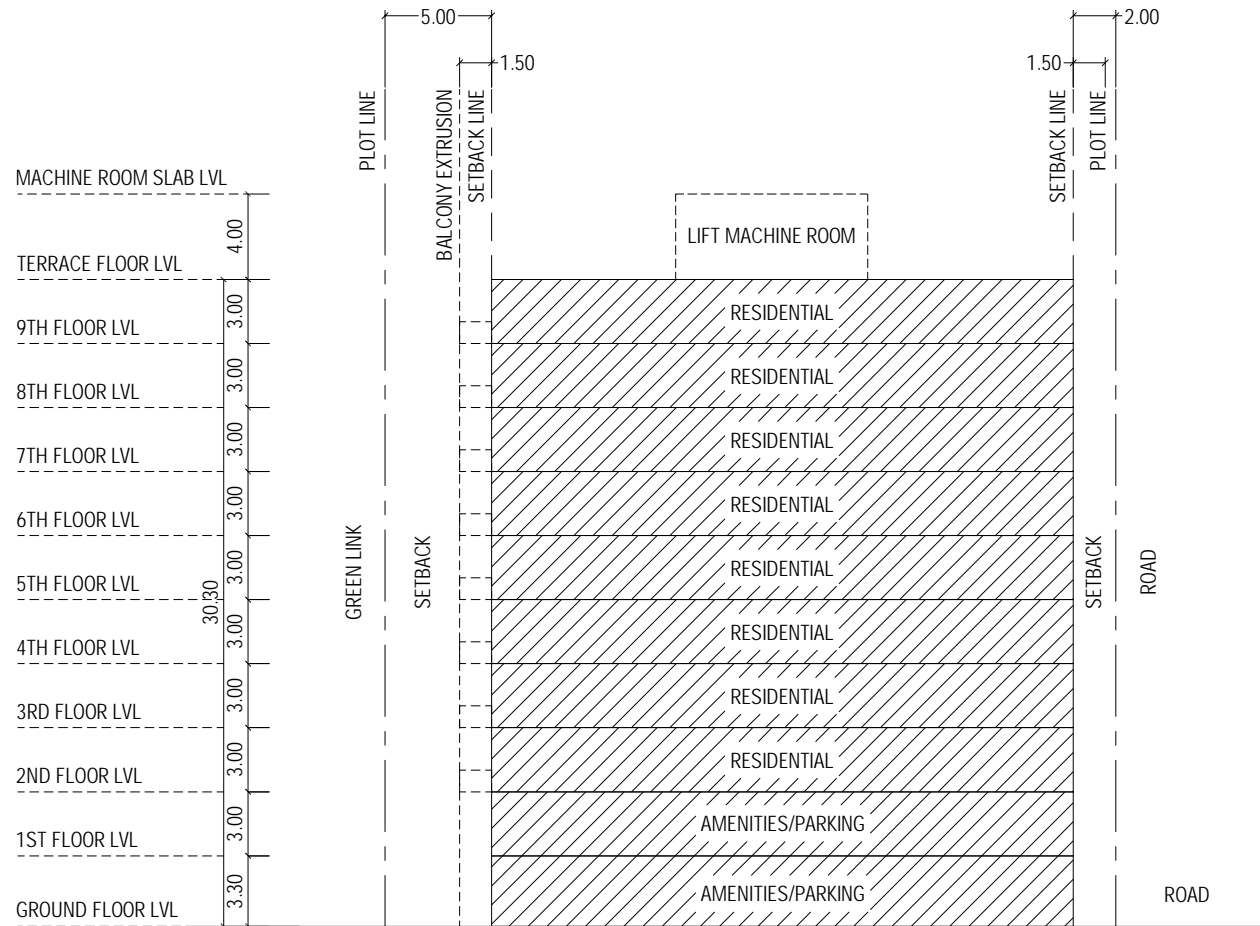 5.00
2.00
1.50
1.50
PLOT LINE
BALCONY EXTRUSION
SETBACK LINE
SETBACK LINE
PLOT LINE
MACHINE ROOM SLAB LVL
4.00
LIFT MACHINE ROOM
TERRACE FLOOR LVL
3.00
RESIDENTIAL
9TH FLOOR LVL
3.00
RESIDENTIAL
8TH FLOOR LVL
3.00
RESIDENTIAL
7TH FLOOR LVL
3.00
RESIDENTIAL
6TH FLOOR LVL
3.00
RESIDENTIAL
5TH FLOOR LVL
30.30
GREEN LINK
SETBACK
SETBACK
ROAD
3.00
RESIDENTIAL
4TH FLOOR LVL
3.00
RESIDENTIAL
3RD FLOOR LVL
3.00
RESIDENTIAL
2ND FLOOR LVL
3.00
AMENITIES/PARKING
1ST FLOOR LVL
3.30
AMENITIES/PARKING
ROAD
GROUND FLOOR LVL